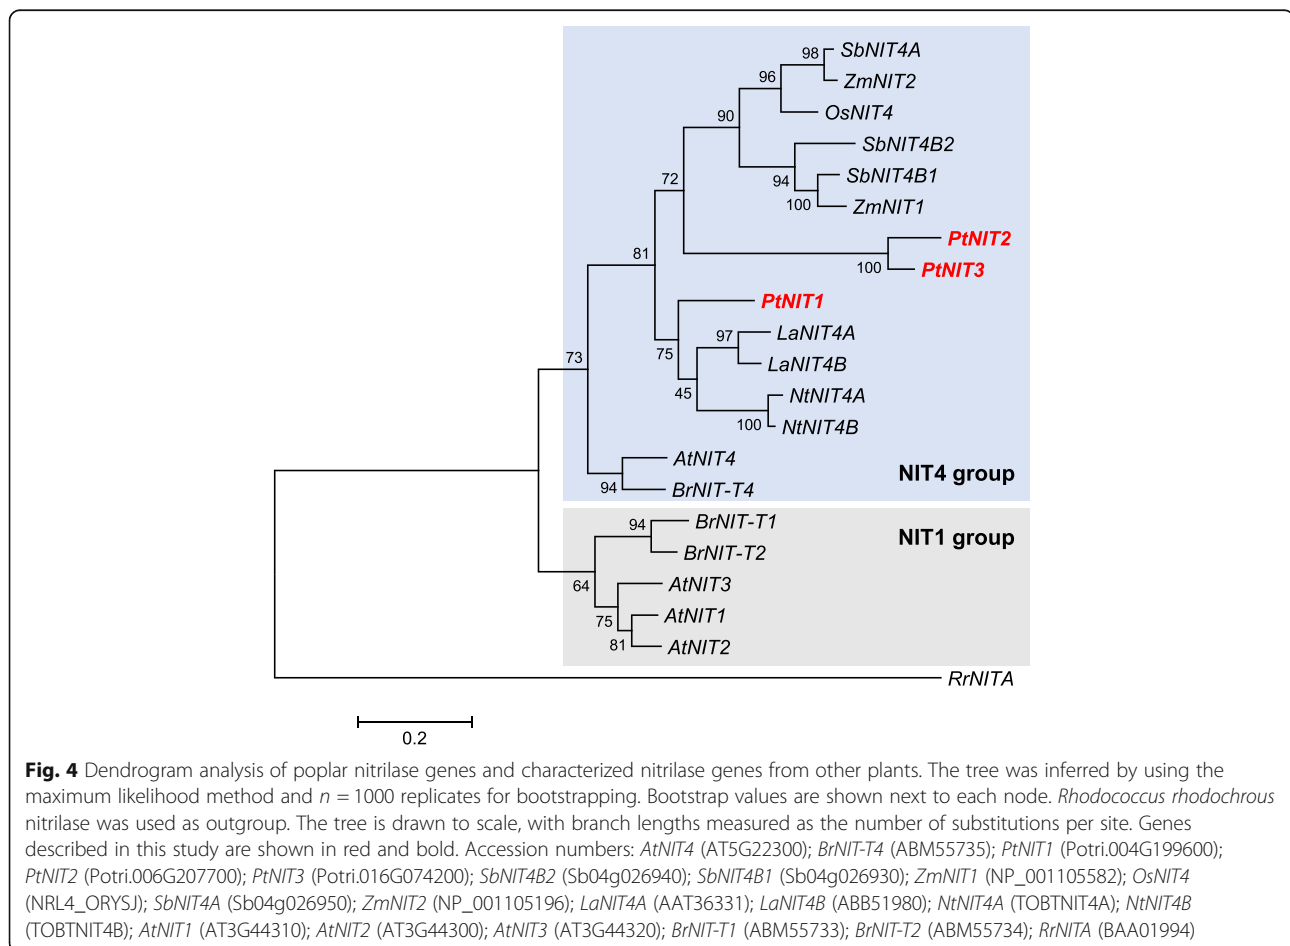 98
SbNIT4A
ZmNIT2
96
OsNIT4
90
SbNIT4B2
94
SbNIT4B1
100
ZmNIT1
72
PtNIT2
100
PtNIT3
81
PtNIT1
75
97
LaNIT4A
LaNIT4B
45
NtNIT4A
100
NtNIT4B
73
AtNIT4
94
BrNIT-T4
NIT4 group
94
BrNIT-T1
BrNIT-T2
NIT1 group
64
AtNIT3
75
AtNIT1
81
AtNIT2
RrNITA
0.2
Fig. 4 Dendrogram analysis of poplar nitrilase genes and characterized nitrilase genes from other plants. The tree was inferred by using the
maximum likelihood method and n = 1000 replicates for bootstrapping. Bootstrap values are shown next to each node. Rhodococcus rhodochrous
nitrilase was used as outgroup. The tree is drawn to scale, with branch lengths measured as the number of substitutions per site. Genes
described in this study are shown in red and bold. Accession numbers: AtNIT4 (AT5G22300); BrNIT-T4 (ABM55735); PtNIT1 (Potri.004G199600);
PtNIT2 (Potri.006G207700); PtNIT3 (Potri.016G074200); SbNIT4B2 (Sb04g026940); SbNIT4B1 (Sb04g026930); ZmNIT1 (NP_001105582); OsNIT4
(NRL4_ORYSJ); SbNIT4A (Sb04g026950); ZmNIT2 (NP_001105196); LaNIT4A (AAT36331); LaNIT4B (ABB51980); NtNIT4A (TOBTNIT4A); NtNIT4B
(TOBTNIT4B); AtNIT1 (AT3G44310); AtNIT2 (AT3G44300); AtNIT3 (AT3G44320); BrNIT-T1 (ABM55733); BrNIT-T2 (ABM55734); RrNITA (BAA01994)